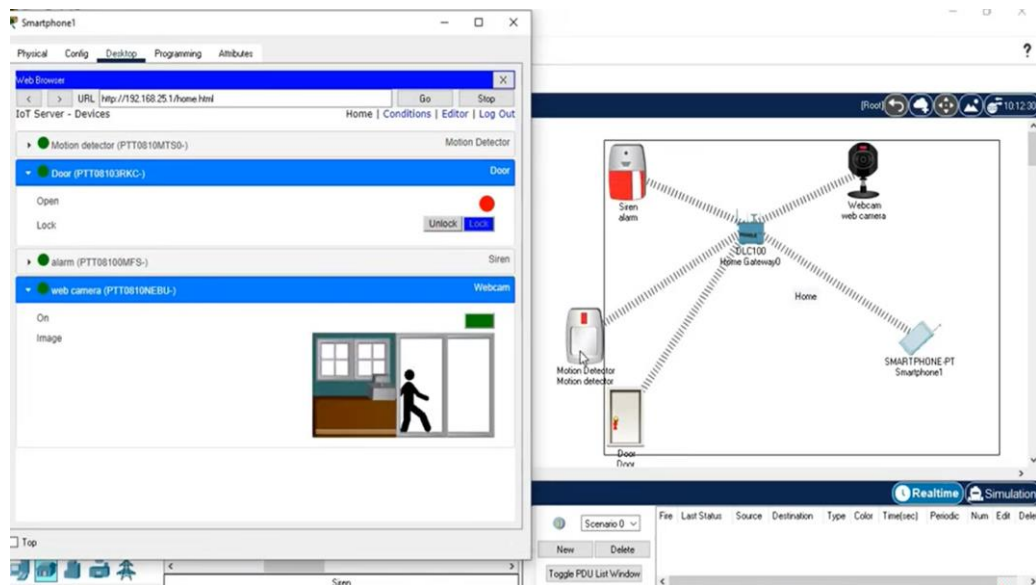 Smartphone1
Physical Config Desktop Programming Attributes
Web Browser X
< > URL http://192.168.25.1/home.html Go Stop
IoT Server - Devices Home | Conditions | Editor | Log Out
Motion detector (PTT0810MTS0-) Motion Detector
Door (PTT08103RKC-) Door
Open
Lock Unlock Lock
alarm (PTT08100MFS-) Siren
web camera (PTT0810NEBU-) Webcam
On
Image
Top
?
[Root] 10:12:30
Siren
alarm
Webcam
web camera
DLC100
Home Gateway0
Home
SMARTPHONE-PT
Smartphone1
Motion Detector
Motion detector
Door
Door
Realtime Simulation
Scenario 0
Fire Last Status Source Destination Type Color Time(sec) Periodic Num Edit Dele
New Delete
Toggle PDU List Window
Siren